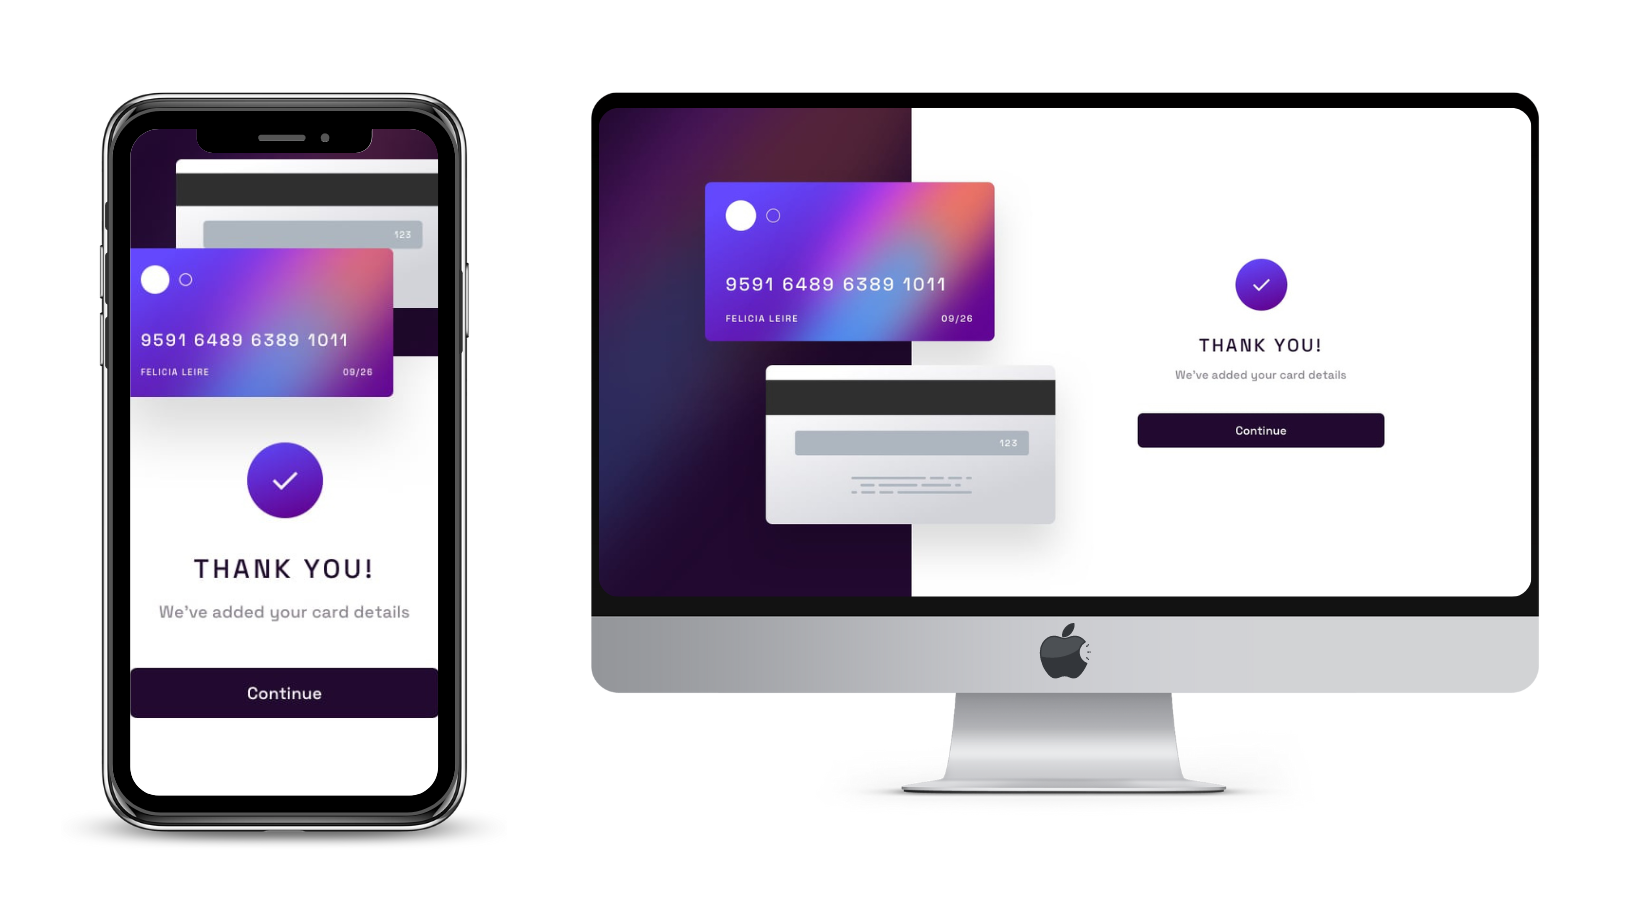 123
9591 6489 6389 1011
FELICIA LEIRE 09/26
THANK YOU!
We've added your card details
Continue
9591 6489 6389 1011
FELICIA LEIRE 09/26
123
THANK YOU!
We've added your card details
Continue